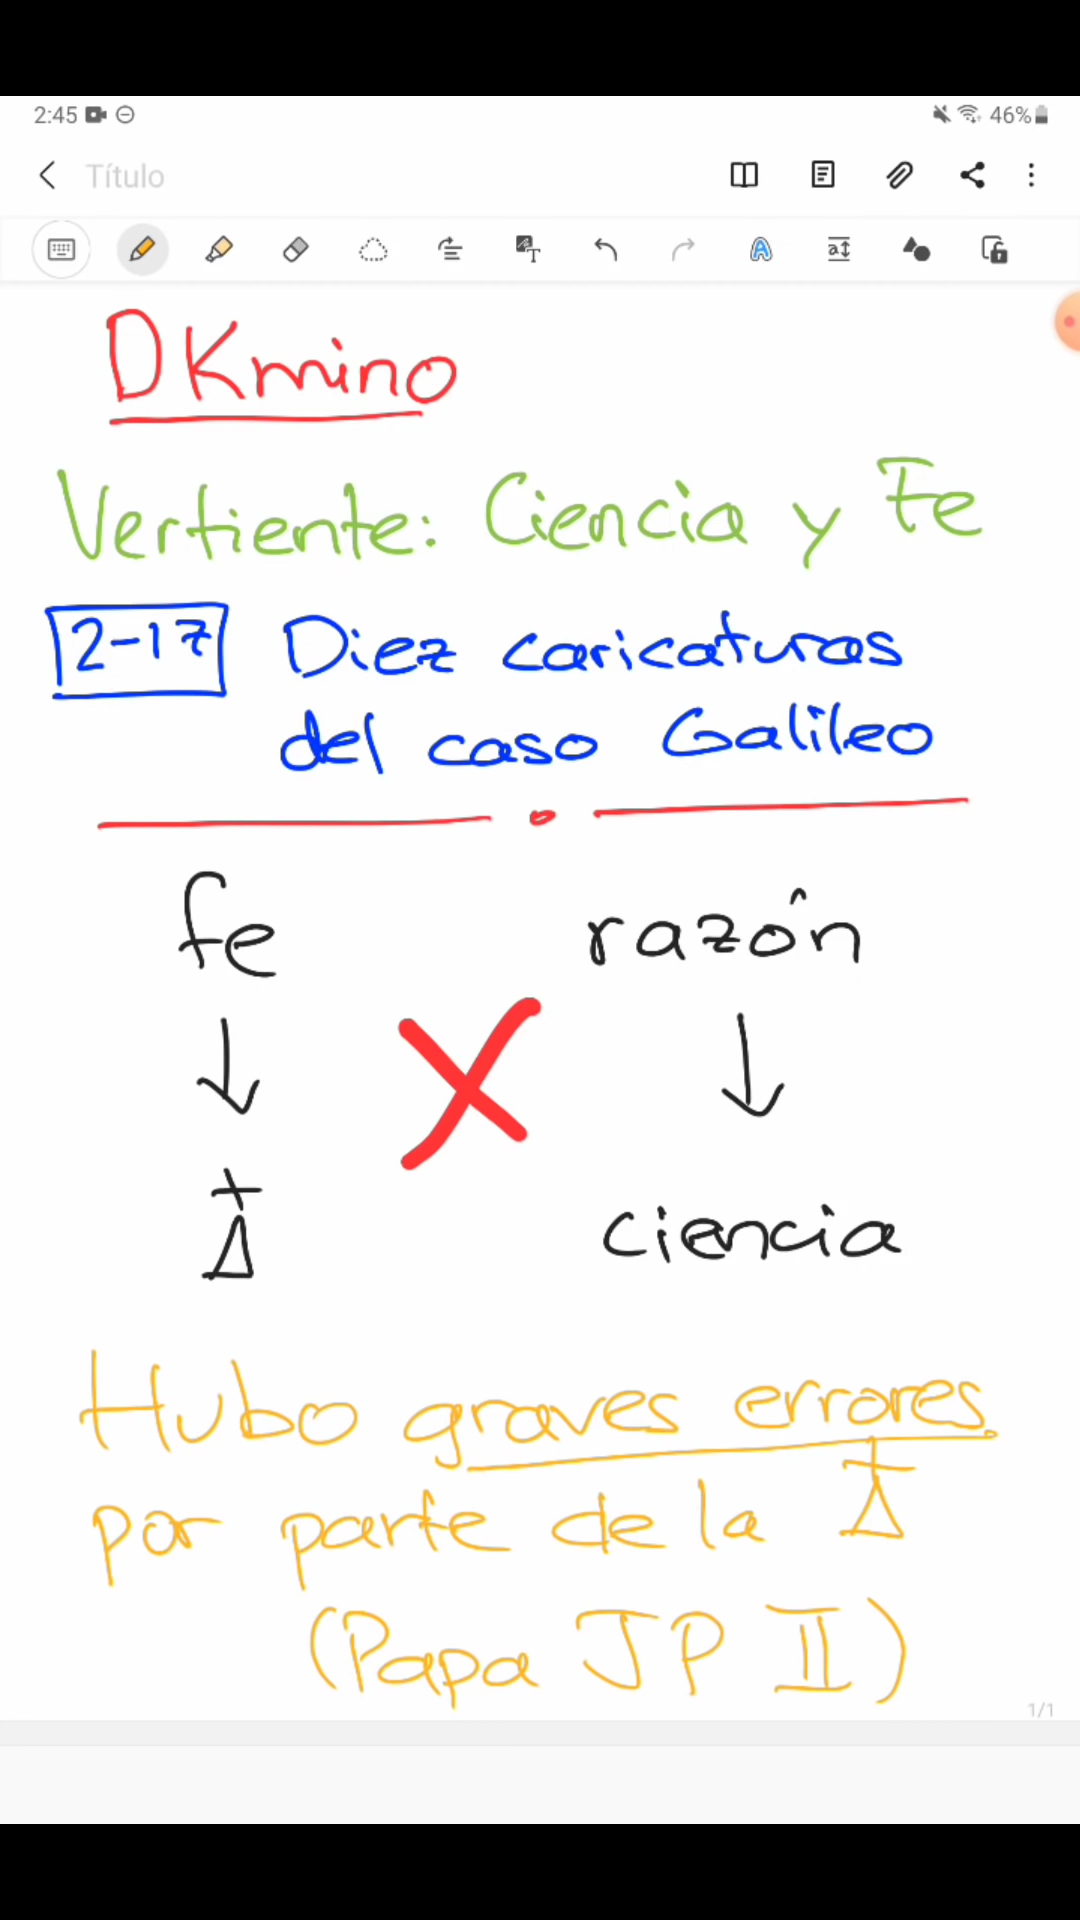 2:45
46%
Título
DKmino
Vertiente: Ciencia y Fe
2-17 Diez caricaturas
del caso Galileo
fe razón
ciencia
Hubo graves errores
por parte de la
(Papa JP II)
1/1